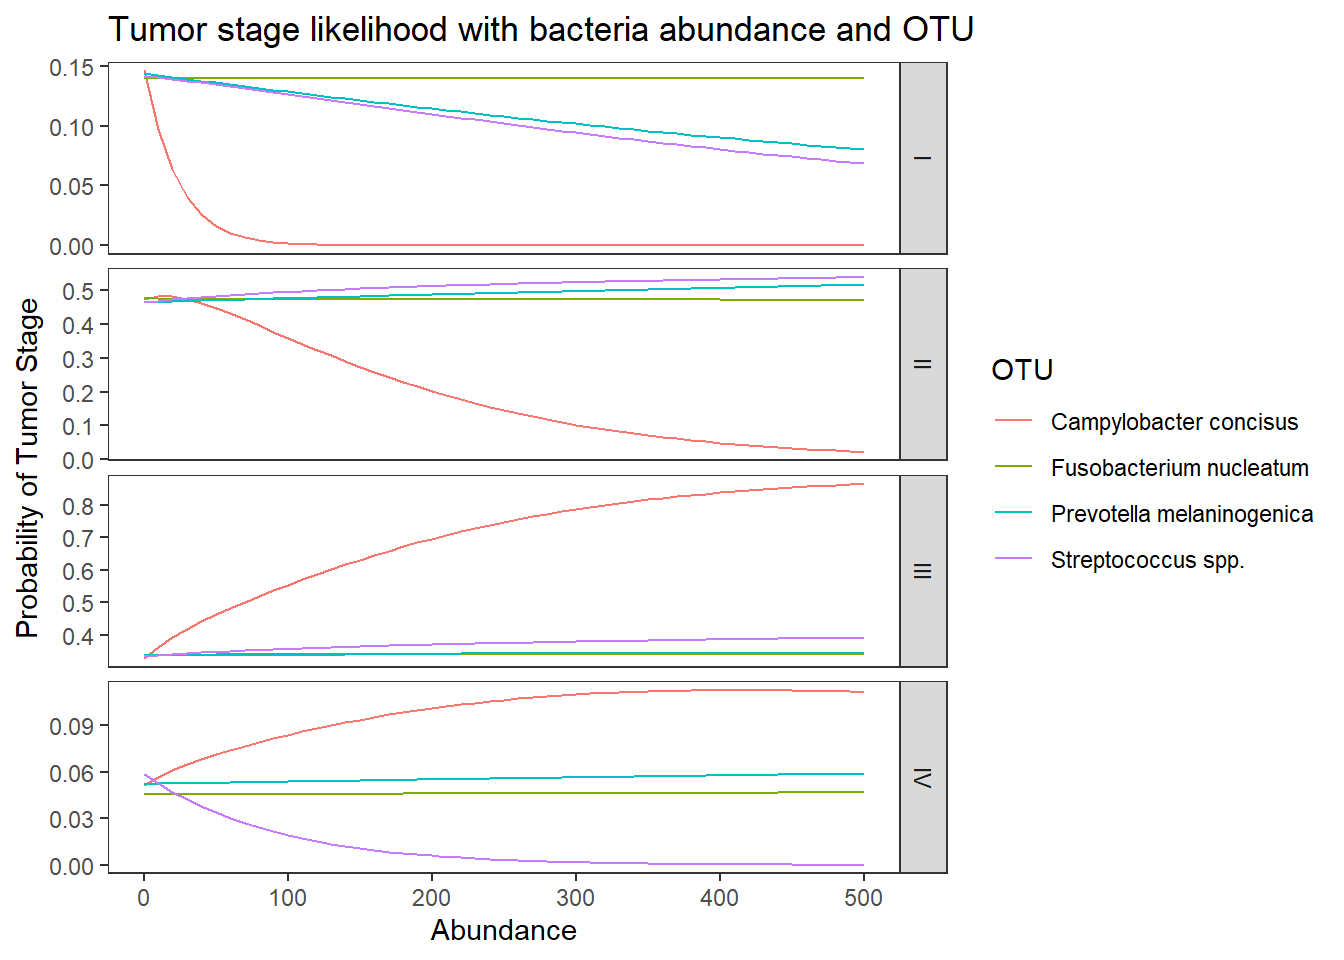 Tumor stage likelihood with bacteria abundance and OTU
Probability of Tumor Stage
0.15
0.10
0.05
0.00
I
0.5
0.4
0.3
0.2
0.1
0.0
II
0.8
0.7
0.6
0.5
0.4
III
0.09
0.06
0.03
0.00
IV
0 100 200 300 400 500
Abundance
OTU
Campylobacter concisus
Fusobacterium nucleatum
Prevotella melaninogenica
Streptococcus spp.